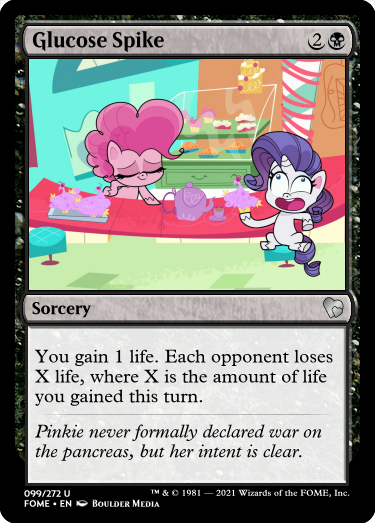 Glucose Spike 2
Sorcery
You gain 1 life. Each opponent loses
X life, where X is the amount of life
you gained this turn.
Pinkie never formally declared war on
the pancreas, but her intent is clear.
099/272 U
FOME • EN Boulder Media
™ & © 1981 — 2021 Wizards of the FOME, Inc.